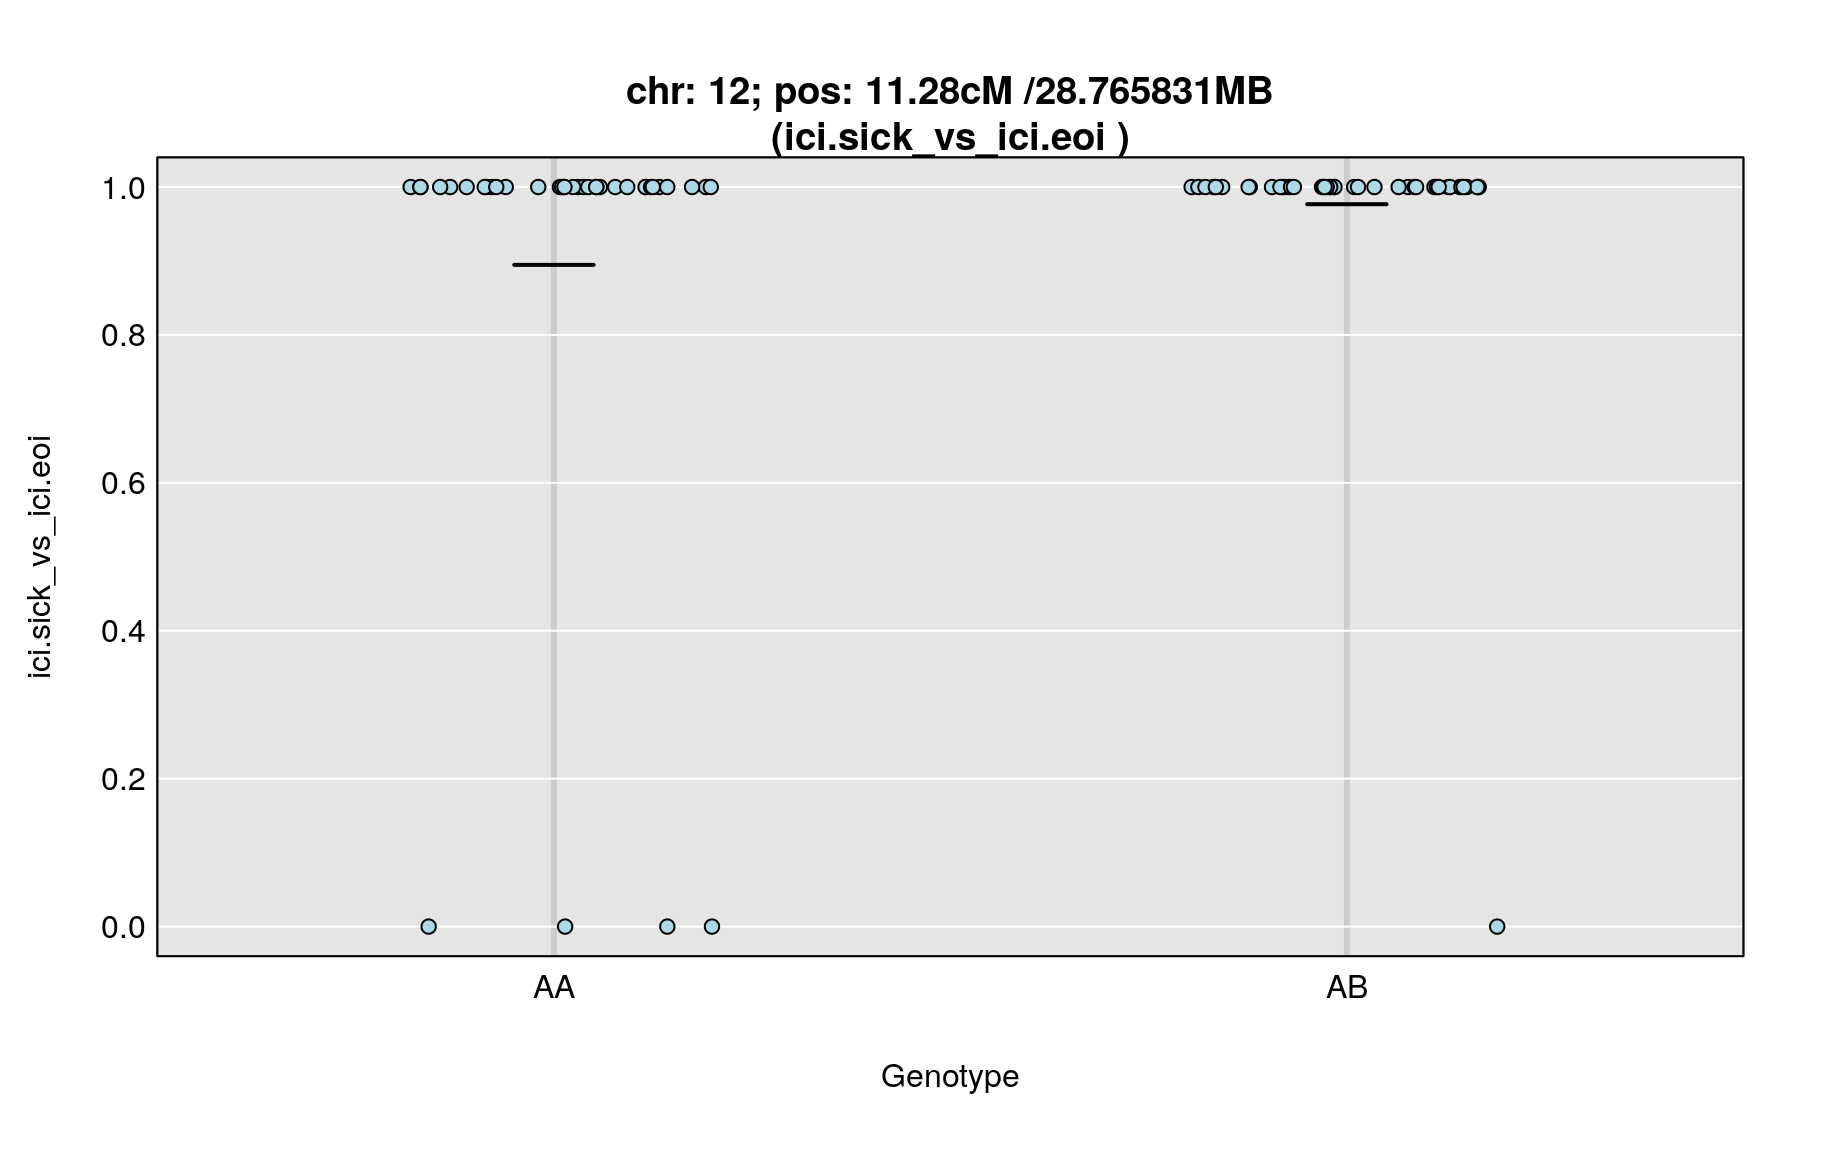 chr: 12; pos: 11.28cM /28.765831MB
(ici.sick_vs_ici.eoi )
ici.sick_vs_ici.eoi
1.0
0.8
0.6
0.4
0.2
0.0
AA
AB
Genotype